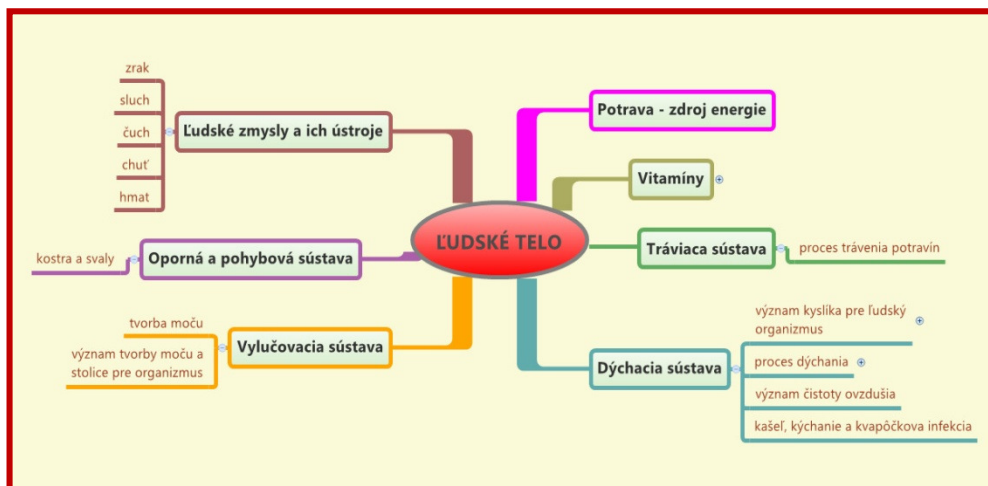 ĽUDSKÉ TELO
Ľudské zmysly a ich ústroje
zrak
sluch
čuch
chuť
hmat
Oporná a pohybová sústava
kostra a svaly
Vylučovacia sústava
tvorba moču
význam tvorby moču a
stolice pre organizmus
Potrava - zdroj energie
Vitamíny
Tráviaca sústava
proces trávenia potravín
Dýchacia sústava
význam kyslíka pre ľudský
organizmus
proces dýchania
význam čistoty ovzdušia
kašeľ, kýchanie a kvapôčkova infekcia